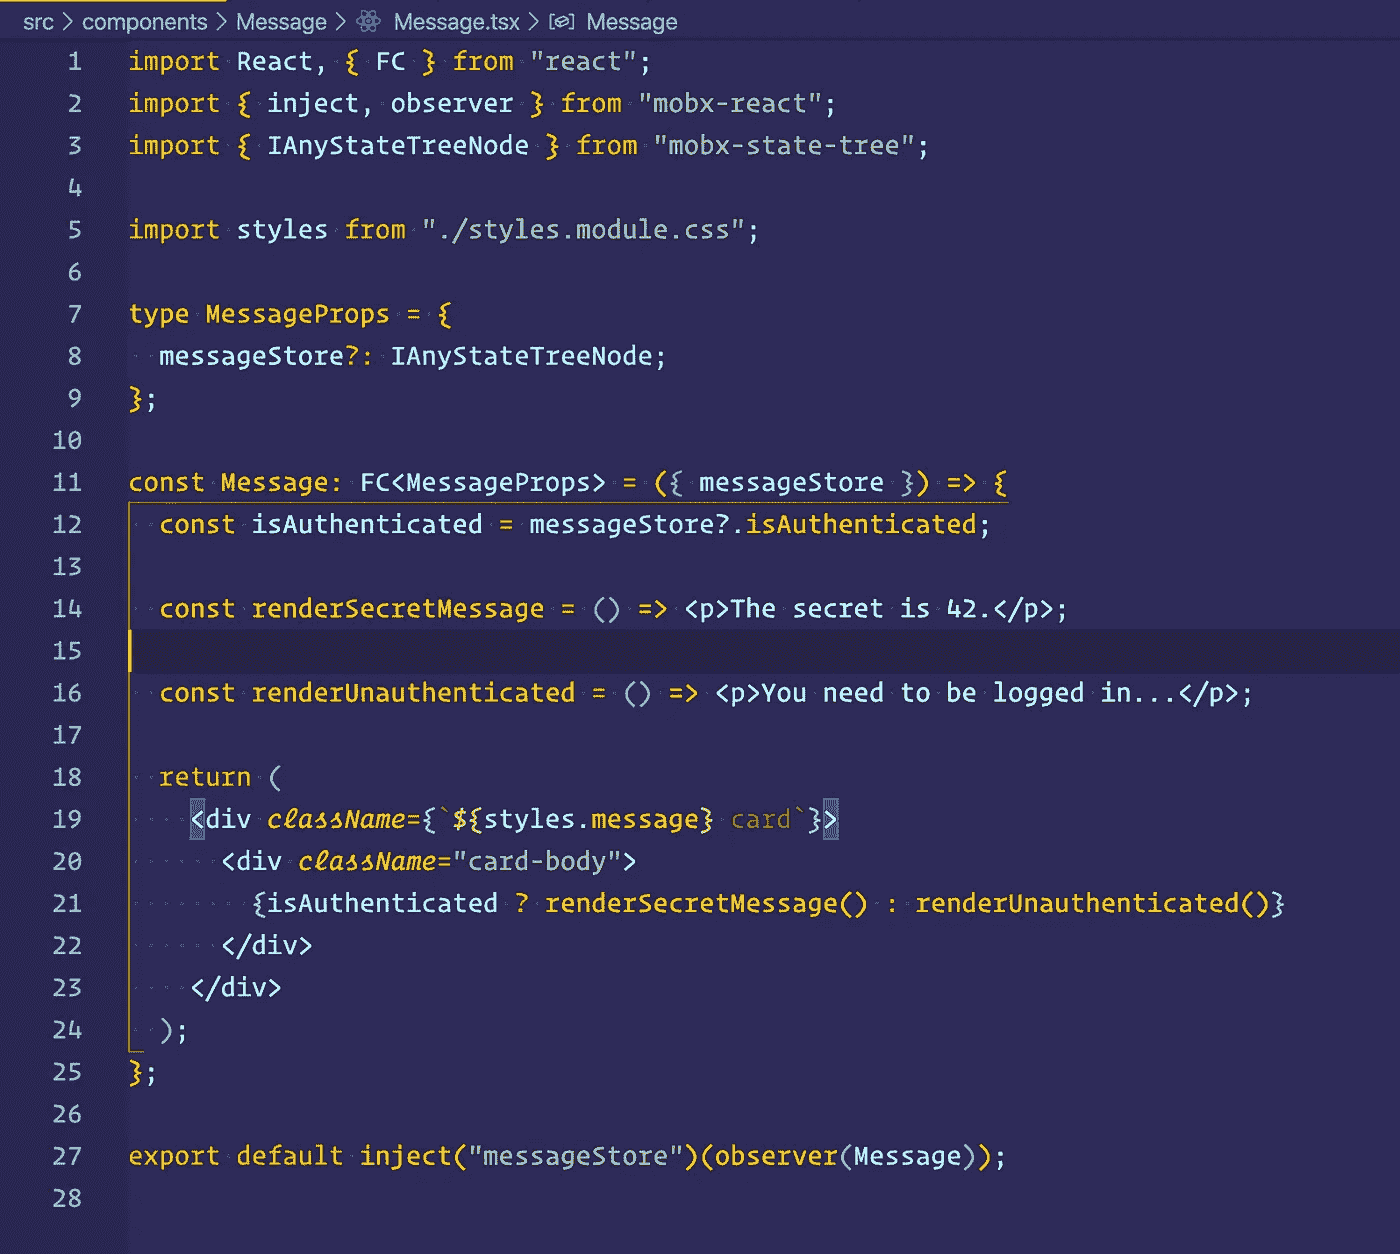 src > components > Message > Message.tsx > Message
1 import React, { FC } from "react";
2 import { inject, observer } from "mobx-react";
3 import { IAnyStateTreeNode } from "mobx-state-tree";
4
5 import styles from "./styles.module.css";
6
7 type MessageProps = {
8   messageStore?: IAnyStateTreeNode;
9 };
10
11 const Message: FC<MessageProps> = ({ messageStore }) => {
12   const isAuthenticated = messageStore?.isAuthenticated;
13
14   const renderSecretMessage = () => <p>The secret is 42.</p>;
15
16   const renderUnauthenticated = () => <p>You need to be logged in...</p>;
17
18   return (
19     <div className={`${styles.message} card`}>
20       <div className="card-body">
21         {isAuthenticated ? renderSecretMessage() : renderUnauthenticated()}
22       </div>
23     </div>
24   );
25 };
26
27 export default inject("messageStore")(observer(Message));
28